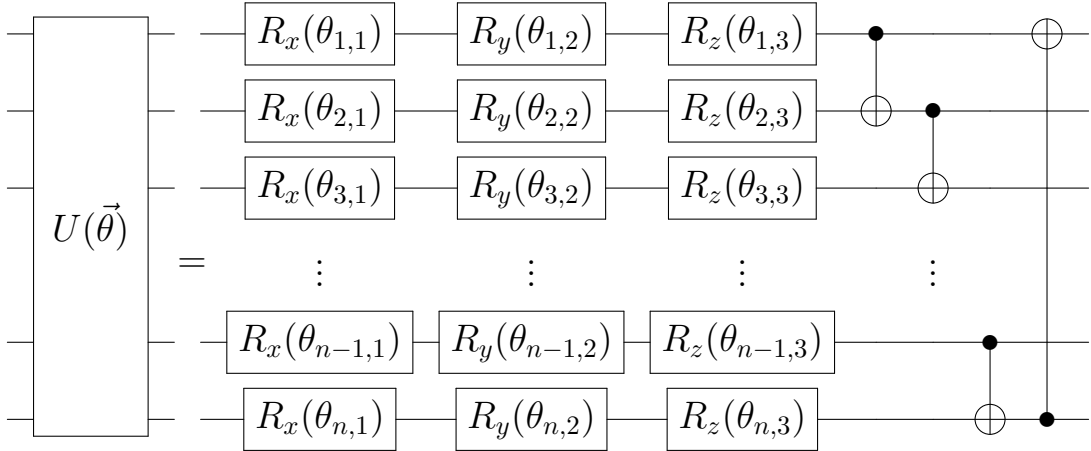 R_x(θ_{1,1}) R_y(θ_{1,2}) R_z(θ_{1,3})
R_x(θ_{2,1}) R_y(θ_{2,2}) R_z(θ_{2,3})
R_x(θ_{3,1}) R_y(θ_{3,2}) R_z(θ_{3,3})
U(\vec{θ}) = ⋮ ⋮ ⋮ ⋮
R_x(θ_{n−1,1}) R_y(θ_{n−1,2}) R_z(θ_{n−1,3})
R_x(θ_{n,1}) R_y(θ_{n,2}) R_z(θ_{n,3})